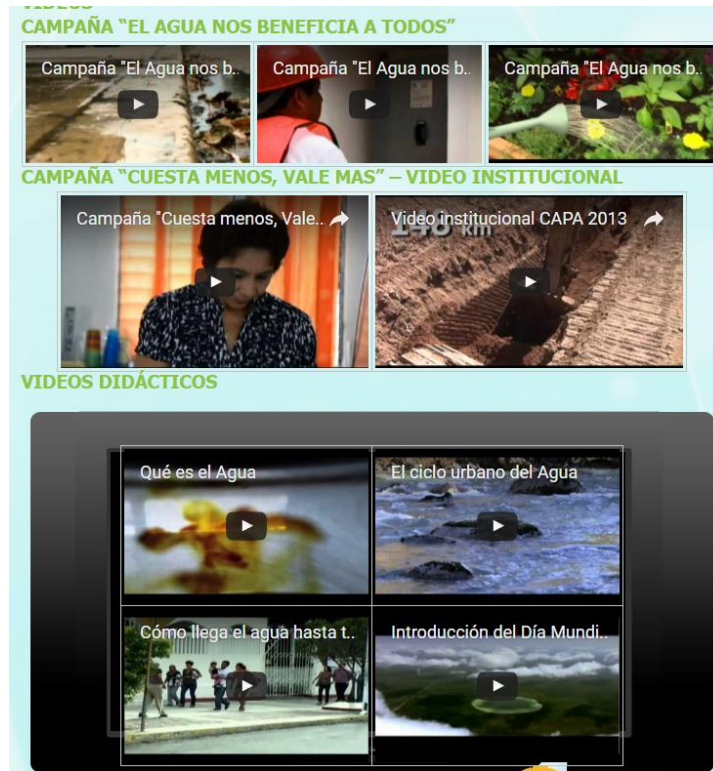 VIDEOS
CAMPAÑA “EL AGUA NOS BENEFICIA A TODOS”
Campaña "El Agua nos b..
Campaña "El Agua nos b..
Campaña "El Agua nos b..
CAMPAÑA “CUESTA MENOS, VALE MAS” – VIDEO INSTITUCIONAL
Campaña "Cuesta menos, Vale..
Video institucional CAPA 2013
146 km
VIDEOS DIDÁCTICOS
Qué es el Agua
El ciclo urbano del Agua
Cómo llega el agua hasta t..
Introducción del Día Mundi..